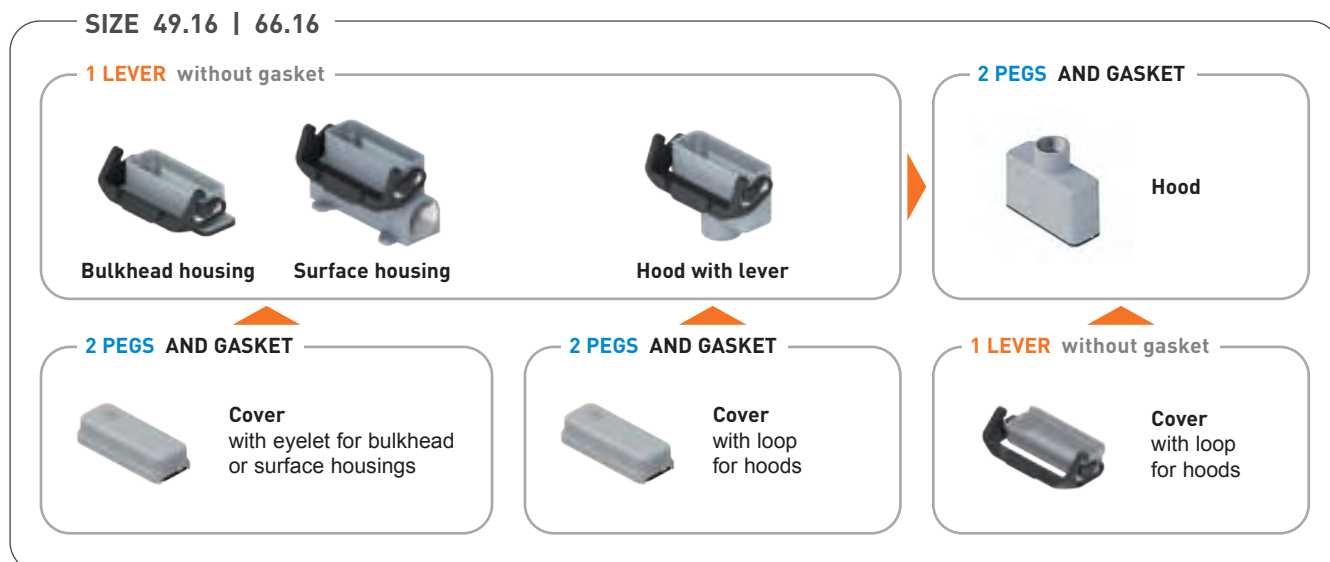 SIZE 49.16 | 66.16
1 LEVER without gasket
Bulkhead housing
Surface housing
Hood with lever
2 PEGS AND GASKET
Hood
2 PEGS AND GASKET
Cover
with eyelet for bulkhead
or surface housings
2 PEGS AND GASKET
Cover
with loop
for hoods
1 LEVER without gasket
Cover
with loop
for hoods